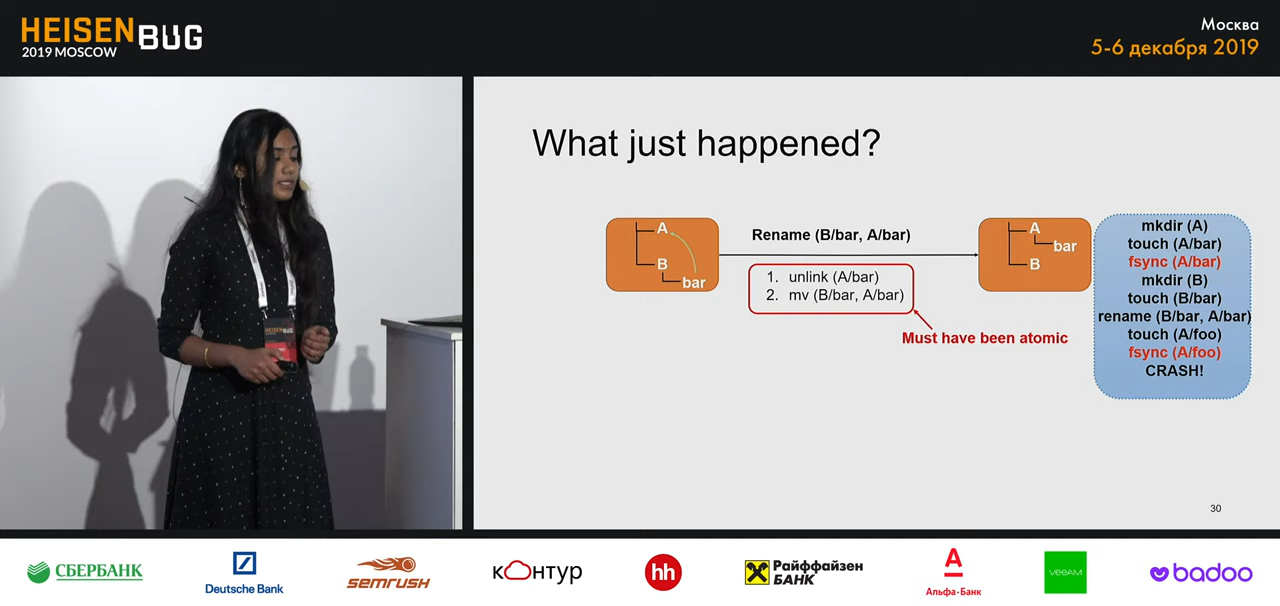 HEISENBUG
2019 MOSCOW
Москва
5-6 декабря 2019
What just happened?
A
B
bar
Rename (B/bar, A/bar)
1. unlink (A/bar)
2. mv (B/bar, A/bar)
Must have been atomic
A
bar
B
mkdir (A)
touch (A/bar)
fsync (A/bar)
mkdir (B)
touch (B/bar)
rename (B/bar, A/bar)
touch (A/foo)
fsync (A/foo)
CRASH!
30
HEISENBUG
СБЕРБАНК
Deutsche Bank
semrush
контур
hh
Райффайзен
БАНК
А
Альфа·Банк
veeam
badoo